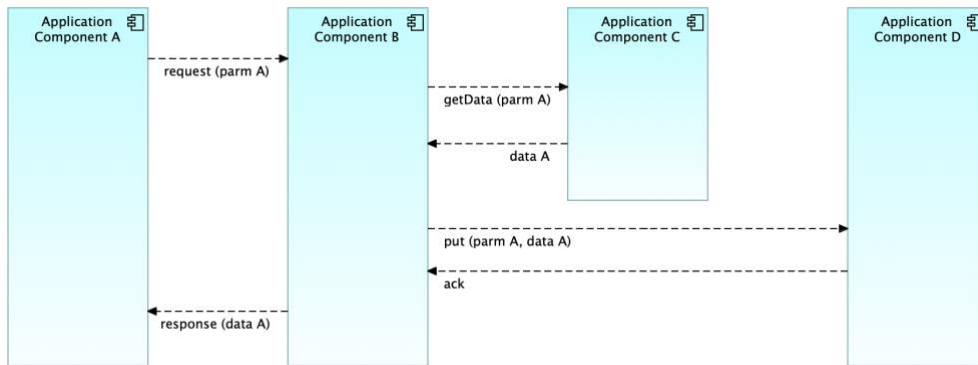 Application
Component A
Application
Component B
Application
Component C
Application
Component D
request (parm A)
getData (parm A)
data A
put (parm A, data A)
ack
response (data A)